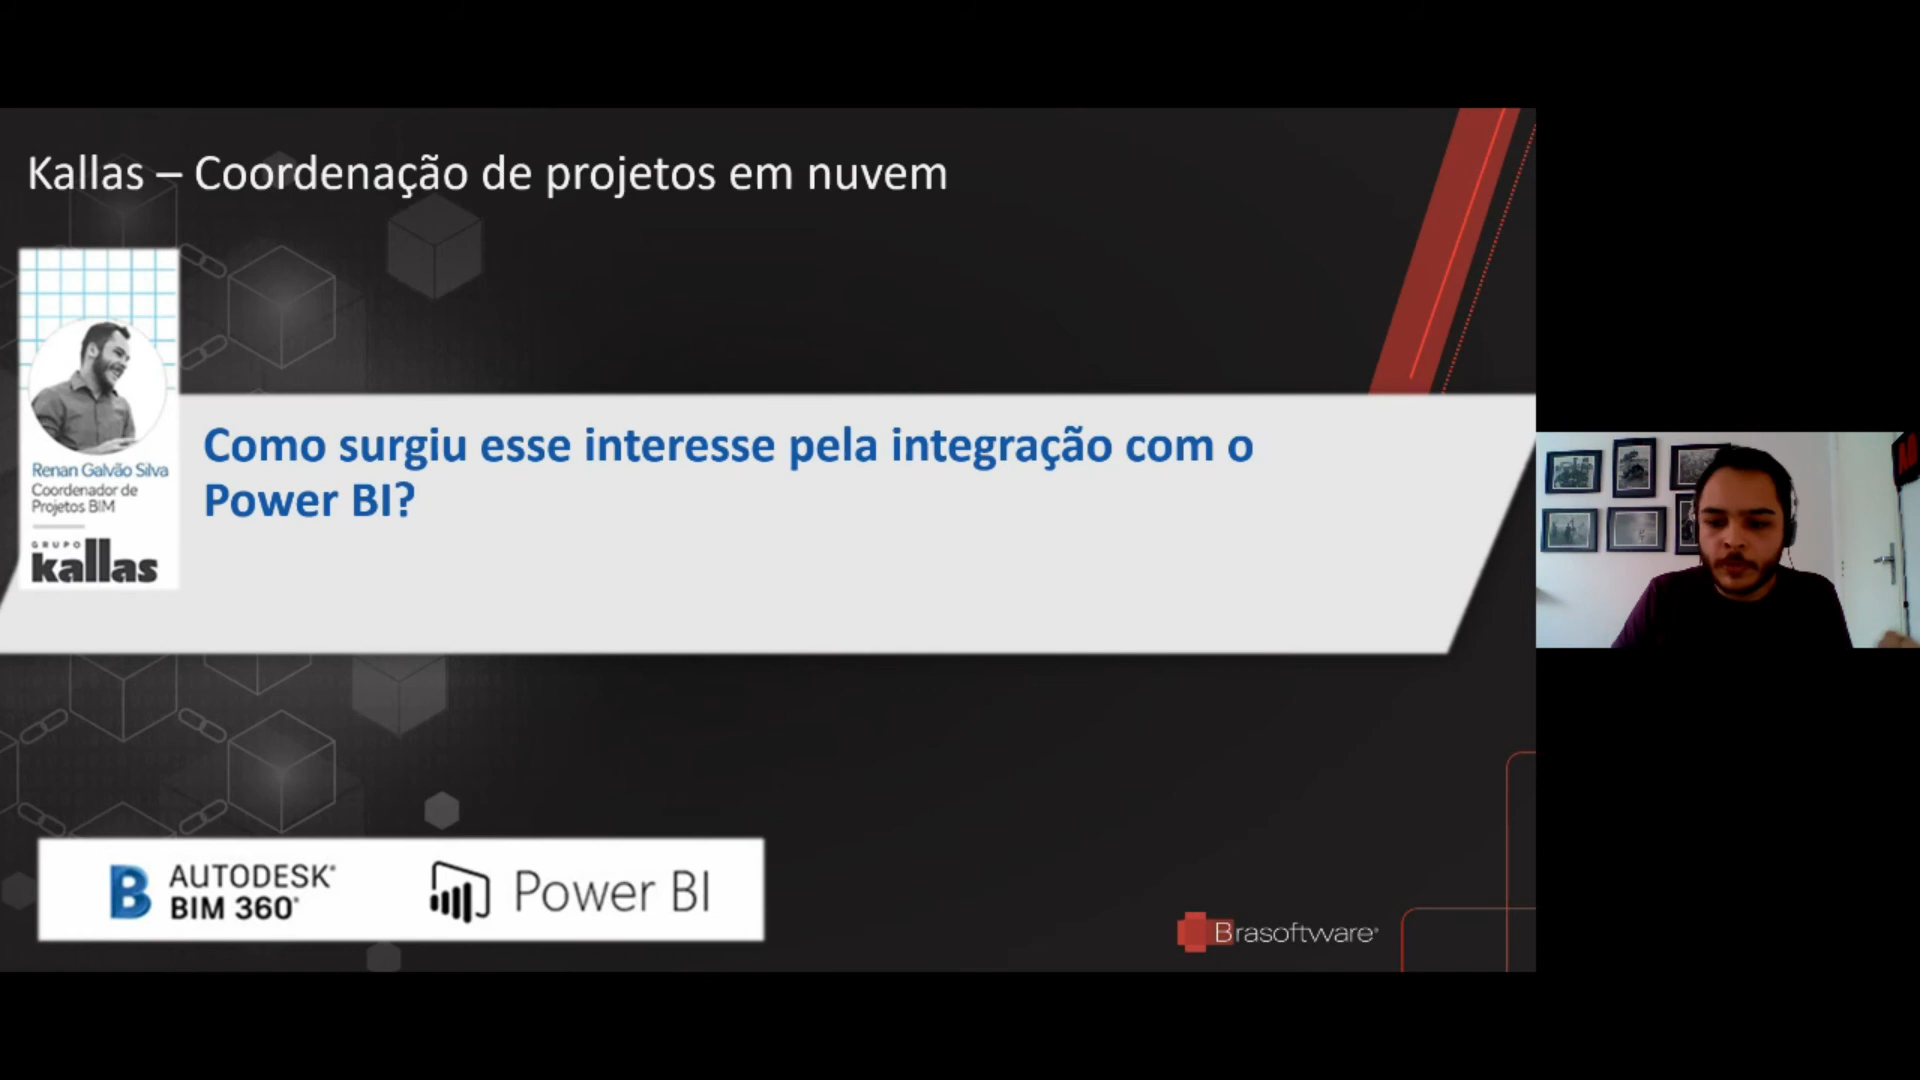 Kallas – Coordenação de projetos em nuvem
Renan Galvão Silva
Coordenador de
Projetos BIM
GRUPO
kallas
Como surgiu esse interesse pela integração com o
Power BI?
B AUTODESK®
BIM 360®
Power BI
Brasoftware®